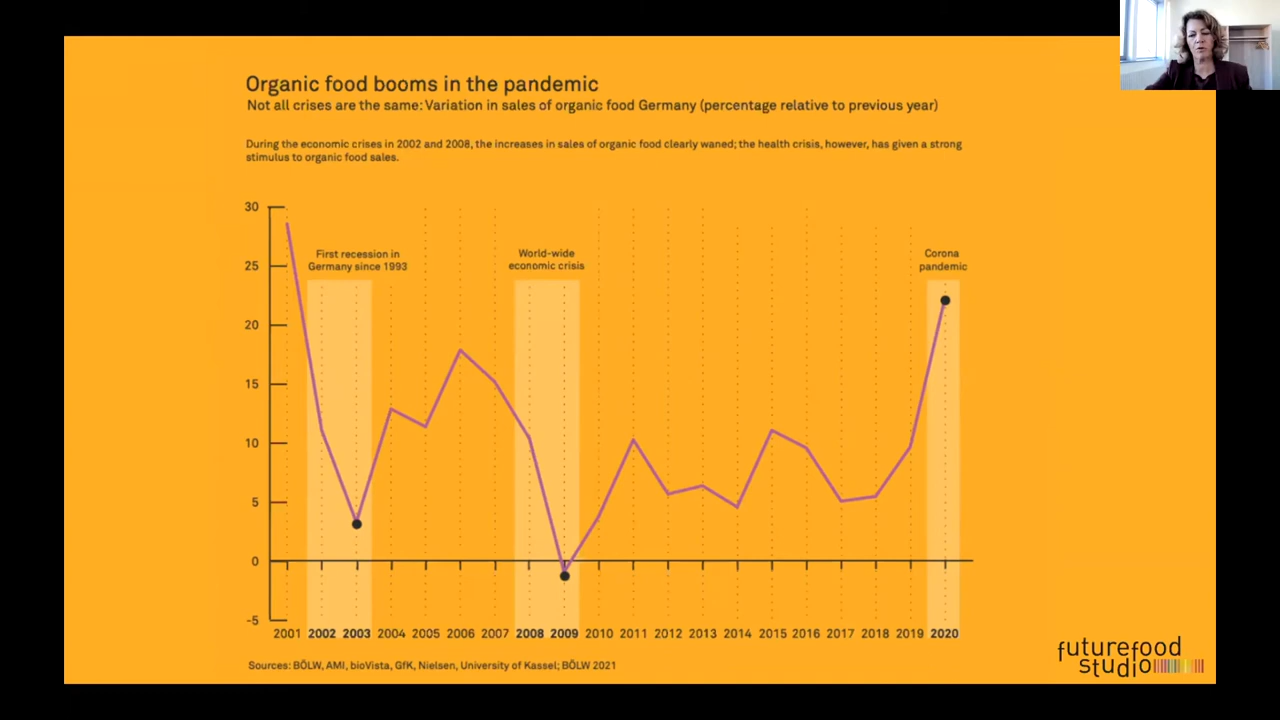 Organic food booms in the pandemic
Not all crises are the same: Variation in sales of organic food Germany (percentage relative to previous year)
During the economic crises in 2002 and 2008, the increases in sales of organic food clearly waned; the health crisis, however, has given a strong
stimulus to organic food sales.
30
25
20
15
10
5
0
-5
First recession in
Germany since 1993
World-wide
economic crisis
Corona
pandemic
2001 2002 2003 2004 2005 2006 2007 2008 2009 2010 2011 2012 2013 2014 2015 2016 2017 2018 2019 2020
Sources: BÖLW, AMI, bioVista, GfK, Nielsen, University of Kassel; BÖLW 2021
futurefood
studio